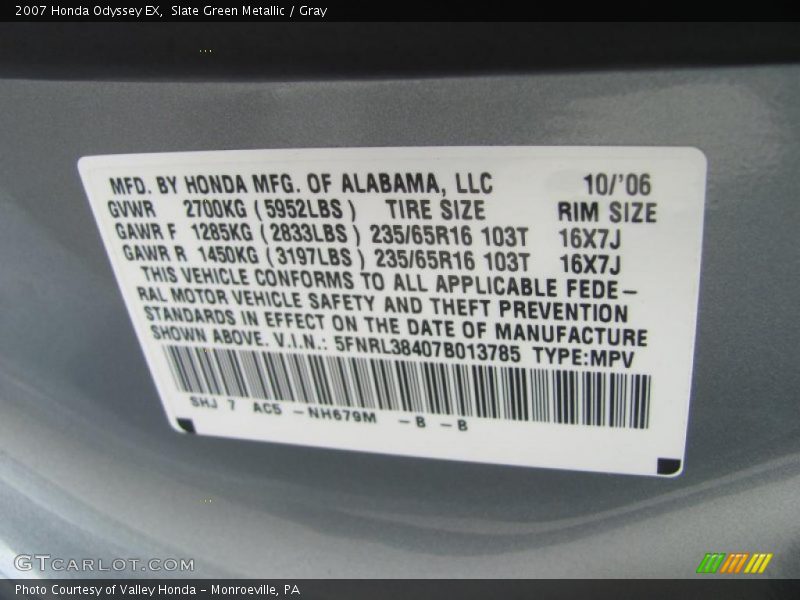 2007 Honda Odyssey EX,  Slate Green Metallic / Gray
MFD. BY HONDA MFG. OF ALABAMA, LLC 10/'06
GVWR 2700KG (5952LBS) TIRE SIZE RIM SIZE
GAWR F 1285KG (2833LBS) 235/65R16 103T 16X7J
GAWR R 1450KG (3197LBS) 235/65R16 103T 16X7J
THIS VEHICLE CONFORMS TO ALL APPLICABLE FEDE-
RAL MOTOR VEHICLE SAFETY AND THEFT PREVENTION
STANDARDS IN EFFECT ON THE DATE OF MANUFACTURE
SHOWN ABOVE. V.I.N.: 5FNRL38407B013785 TYPE:MPV
SHJ 7 AC5 -NH679M -B -B
GTCARLOT.COM
Photo Courtesy of Valley Honda - Monroeville, PA